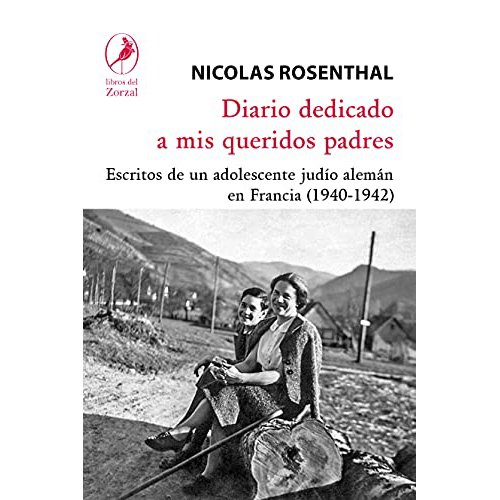 libros del
Zorzal
NICOLAS ROSENTHAL
Diario dedicado
a mis queridos padres
Escritos de un adolescente judío alemán
en Francia (1940-1942)